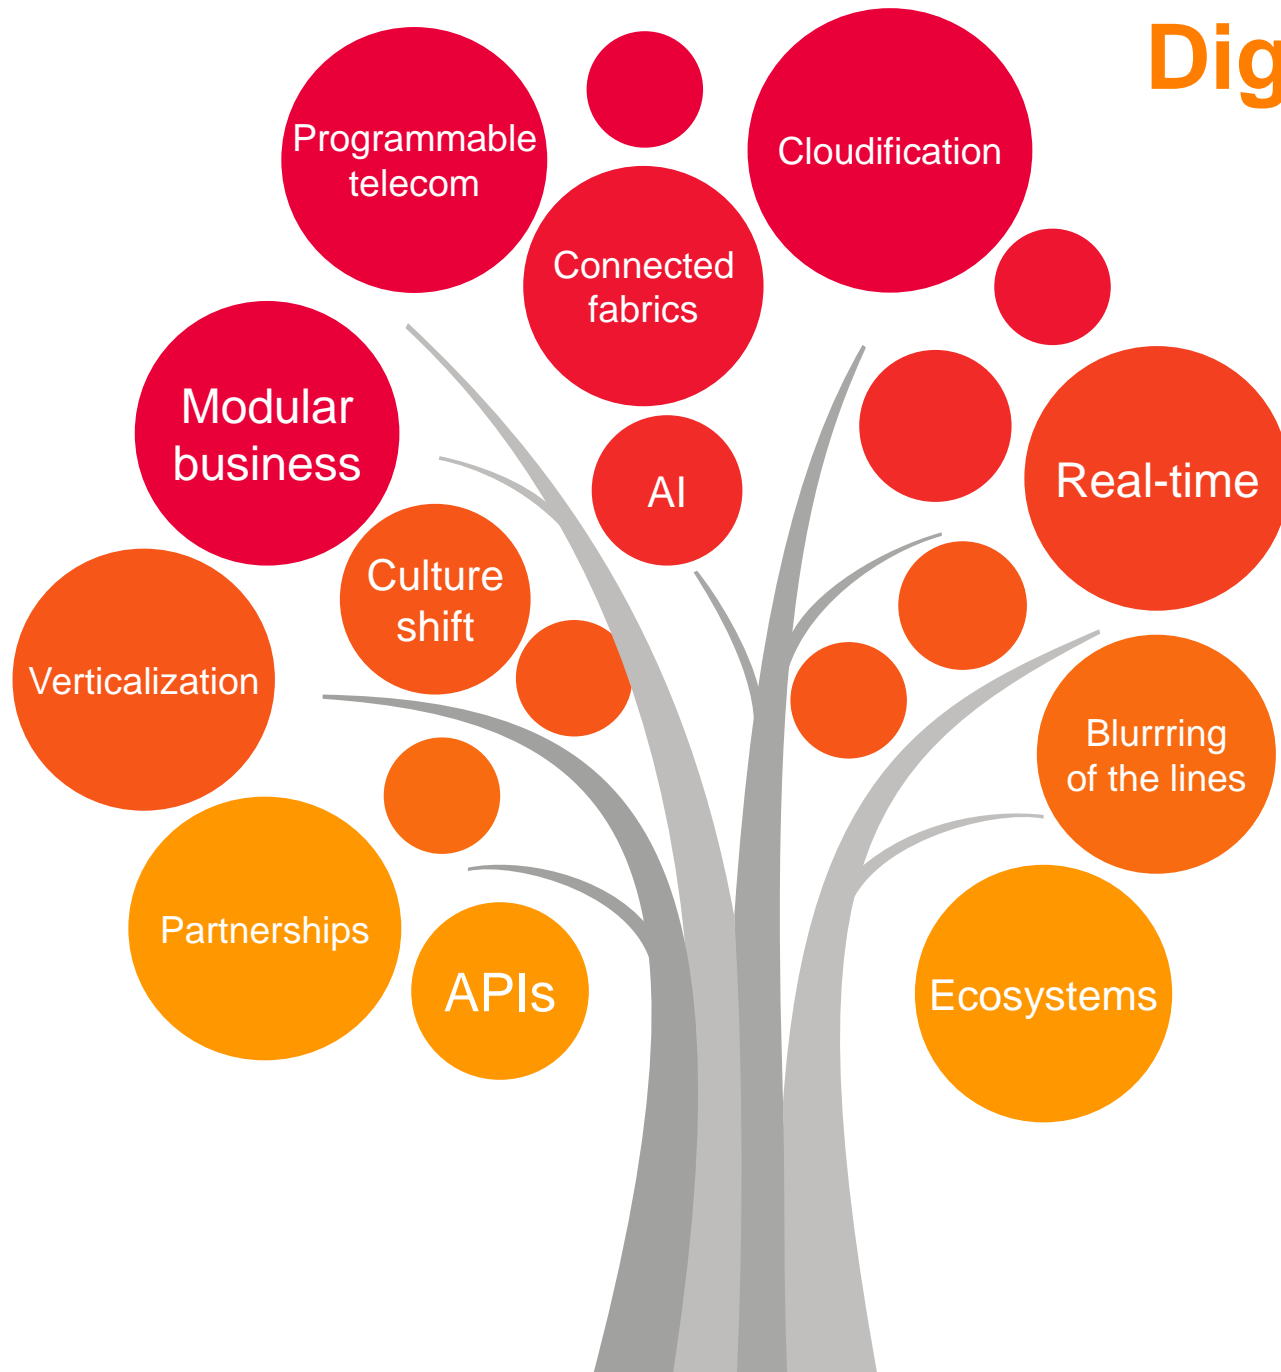 Dig
Programmable
telecom
Cloudification
Connected
fabrics
Modular
business
AI
Real-time
Culture
shift
Verticalization
Blurrring
of the lines
Partnerships
APIs
Ecosystems